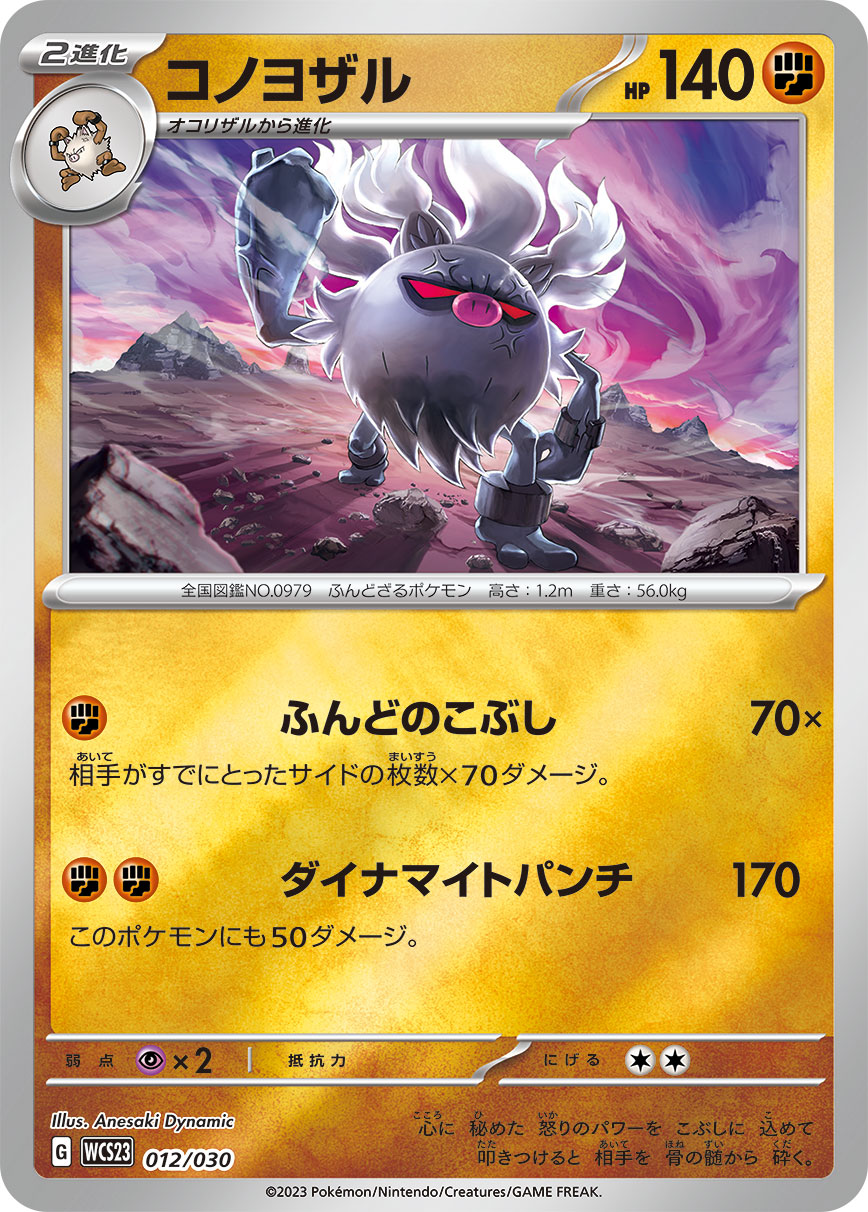 2進化
コノヨザル
HP 140
オコリザルから進化
全国図鑑NO.0979 ふんどざるポケモン 高さ:1.2m 重さ:56.0kg
ふんどのこぶし 70×
相手がすでにとったサイドの枚数×70ダメージ。
ダイナマイトパンチ 170
このポケモンにも50ダメージ。
弱点 ×2 抵抗力 にげる
Illus. Anesaki Dynamic
G WCS23 012/030
心に 秘めた 怒りのパワーを こぶしに 込めて
叩きつけると 相手を 骨の髄から 砕く。
©2023 Pokémon/Nintendo/Creatures/GAME FREAK.